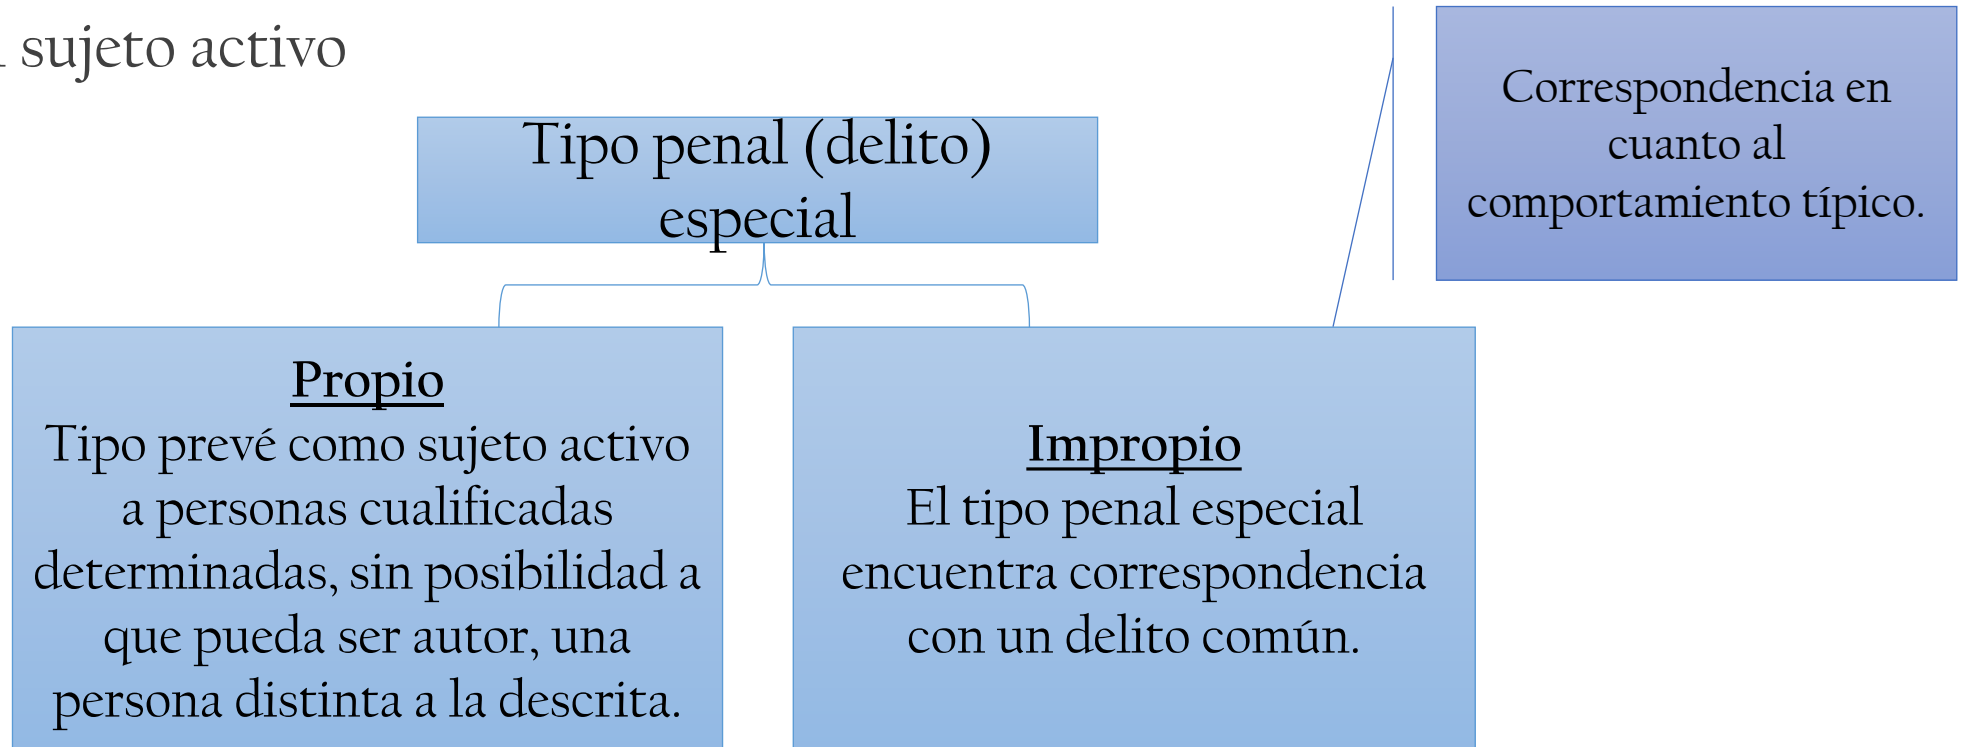 sujeto activo
Correspondencia en
cuanto al
comportamiento típico.
Tipo penal (delito)
especial
Propio
Tipo prevé como sujeto activo
a personas cualificadas
determinadas, sin posibilidad a
que pueda ser autor, una
persona distinta a la descrita.
Impropio
El tipo penal especial
encuentra correspondencia
con un delito común.